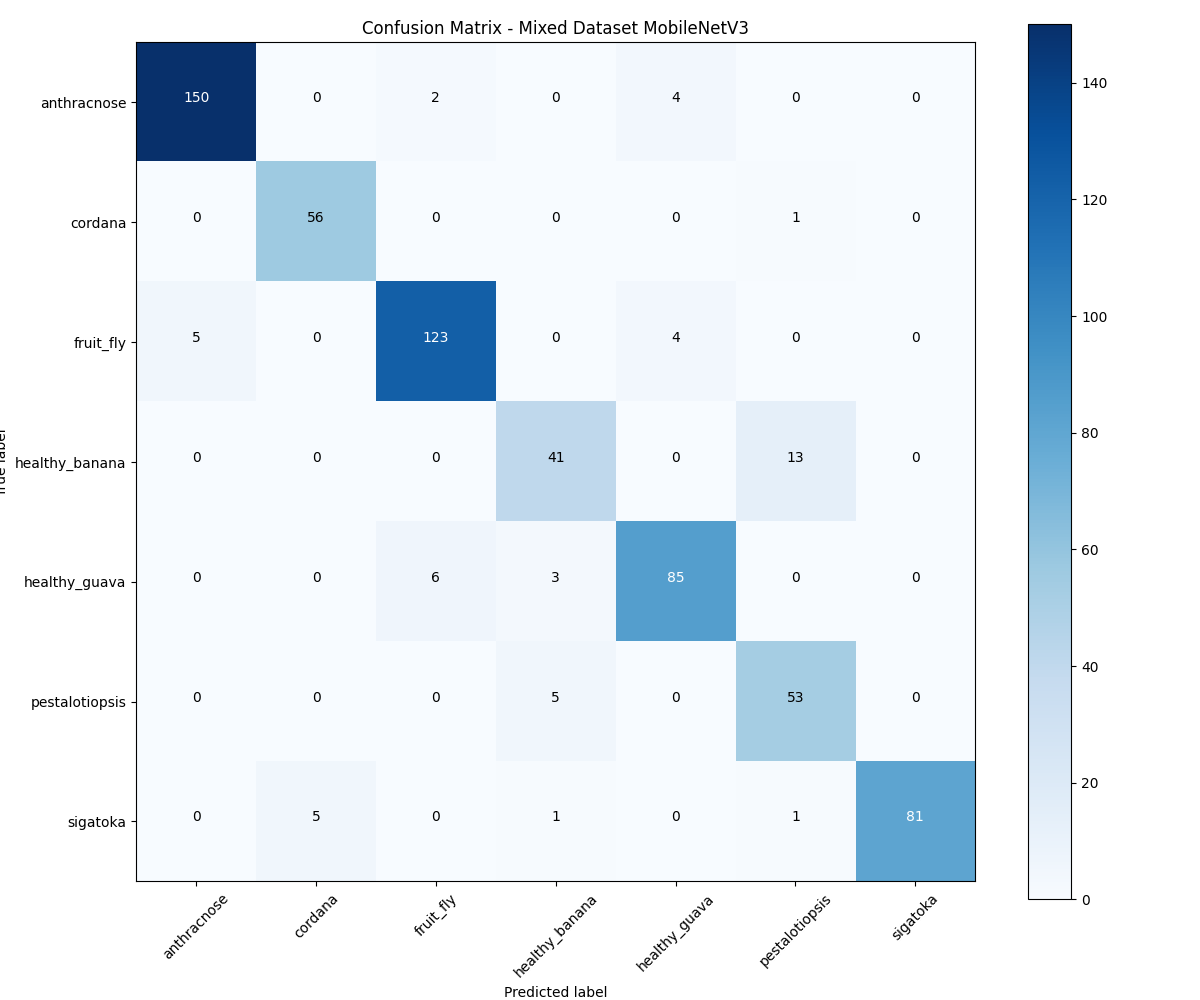 Confusion Matrix - Mixed Dataset MobileNetV3
anthracnose 150 0 2 0 4 0 0
cordana 0 56 0 0 0 1 0
fruit_fly 5 0 123 0 4 0 0
healthy_banana 0 0 0 41 0 13 0
healthy_guava 0 0 6 3 85 0 0
pestalotiopsis 0 0 0 5 0 53 0
sigatoka 0 5 0 1 0 1 81
anthracnose cordana fruit_fly healthy_banana healthy_guava pestalotiopsis sigatoka
Predicted label
True label
140
120
100
80
60
40
20
0